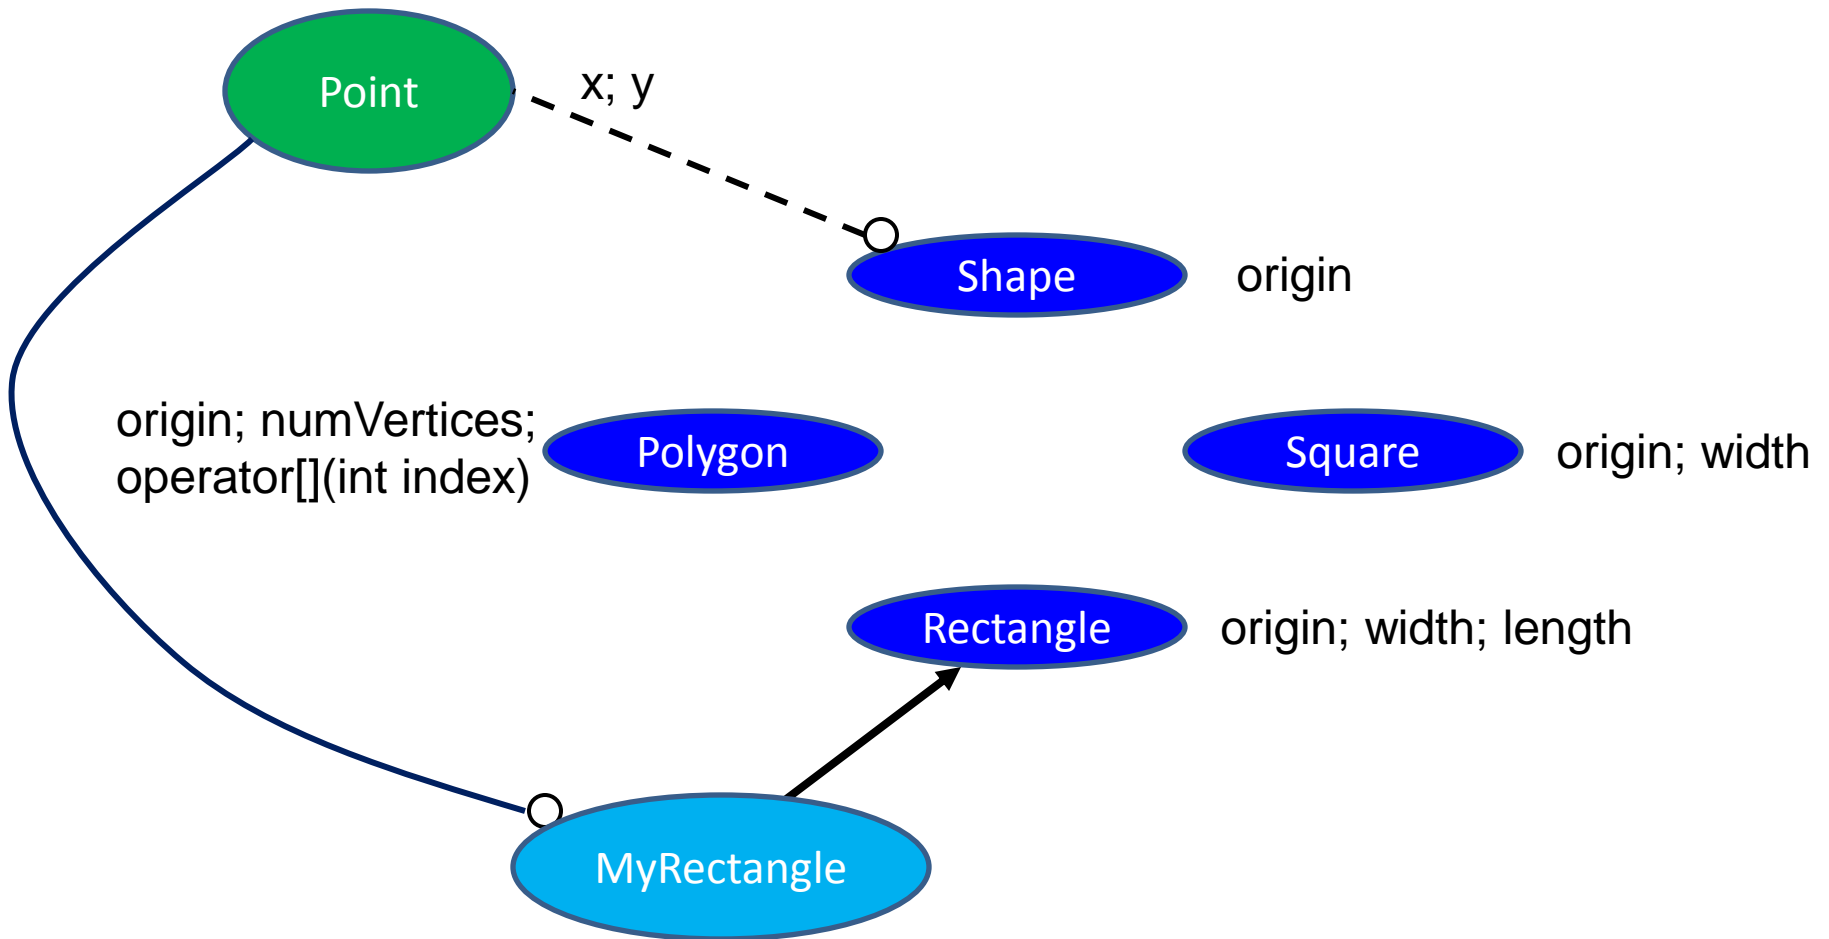 Point
x; y
Shape
origin
origin; numVertices;
operator[](int index)
Polygon
Square
origin; width
Rectangle
origin; width; length
MyRectangle